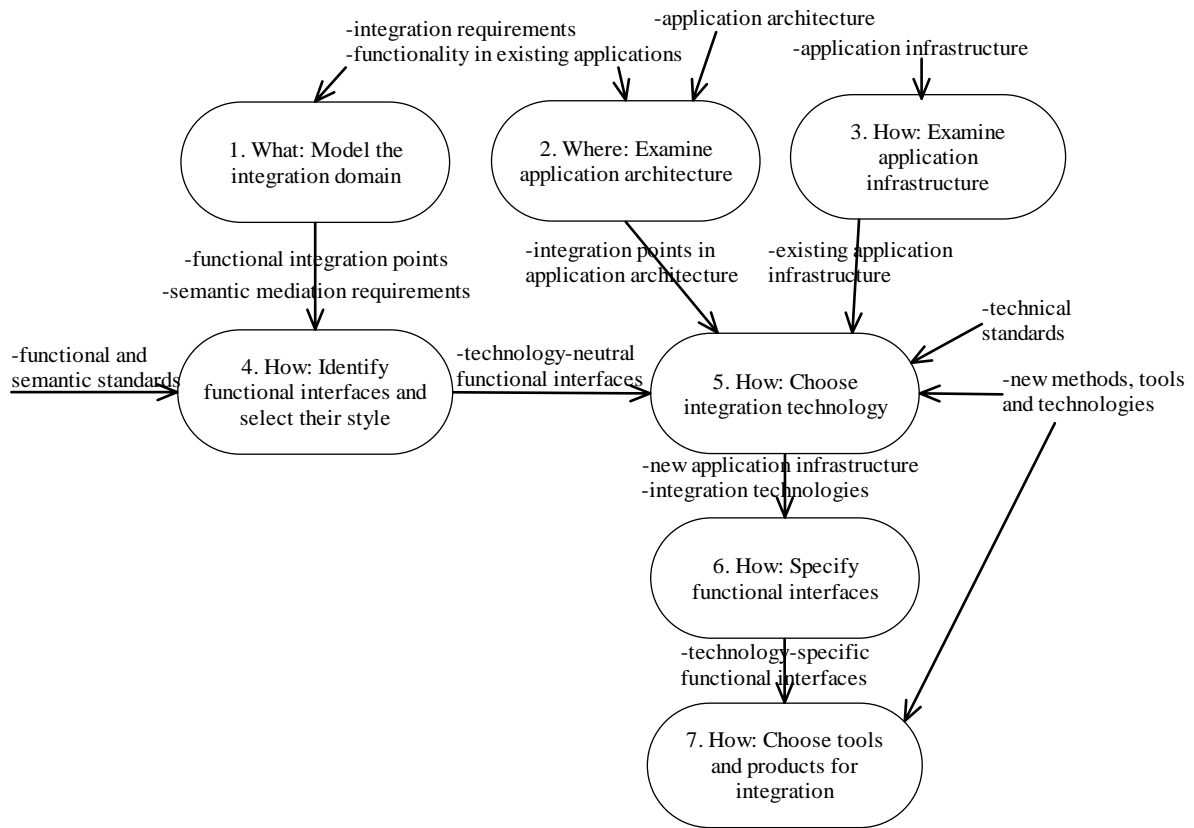 -integration requirements
-functionality in existing applications
-application architecture
-application infrastructure
1. What: Model the
integration domain
2. Where: Examine
application architecture
3. How: Examine
application
infrastructure
-functional integration points
-semantic mediation requirements
-integration points in
application architecture
-existing application
infrastructure
-technical
standards
-functional and
semantic standards
4. How: Identify
functional interfaces and
select their style
-technology-neutral
functional interfaces
5. How: Choose
integration technology
-new methods, tools
and technologies
-new application infrastructure
-integration technologies
6. How: Specify
functional interfaces
-technology-specific
functional interfaces
7. How: Choose tools
and products for
integration